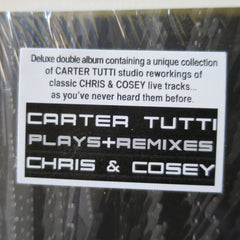 Deluxe double album containing a unique collection
of CARTER TUTTI studio reworkings of
classic CHRIS & COSEY live tracks...
as you've never heard them before.
CARTER TUTTI
PLAYS+REMIXES
CHRIS & COSEY